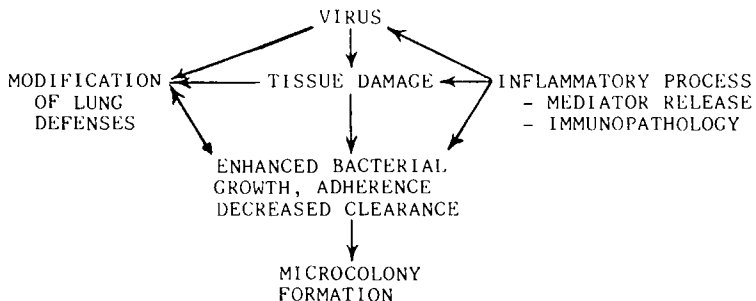 VIRUS
MODIFICATION
OF LUNG
DEFENSES
TISSUE DAMAGE
INFLAMMATORY PROCESS
- MEDIATOR RELEASE
- IMMUNOPATHOLOGY
ENHANCED BACTERIAL
GROWTH, ADHERENCE
DECREASED CLEARANCE
MICROCOLONY
FORMATION